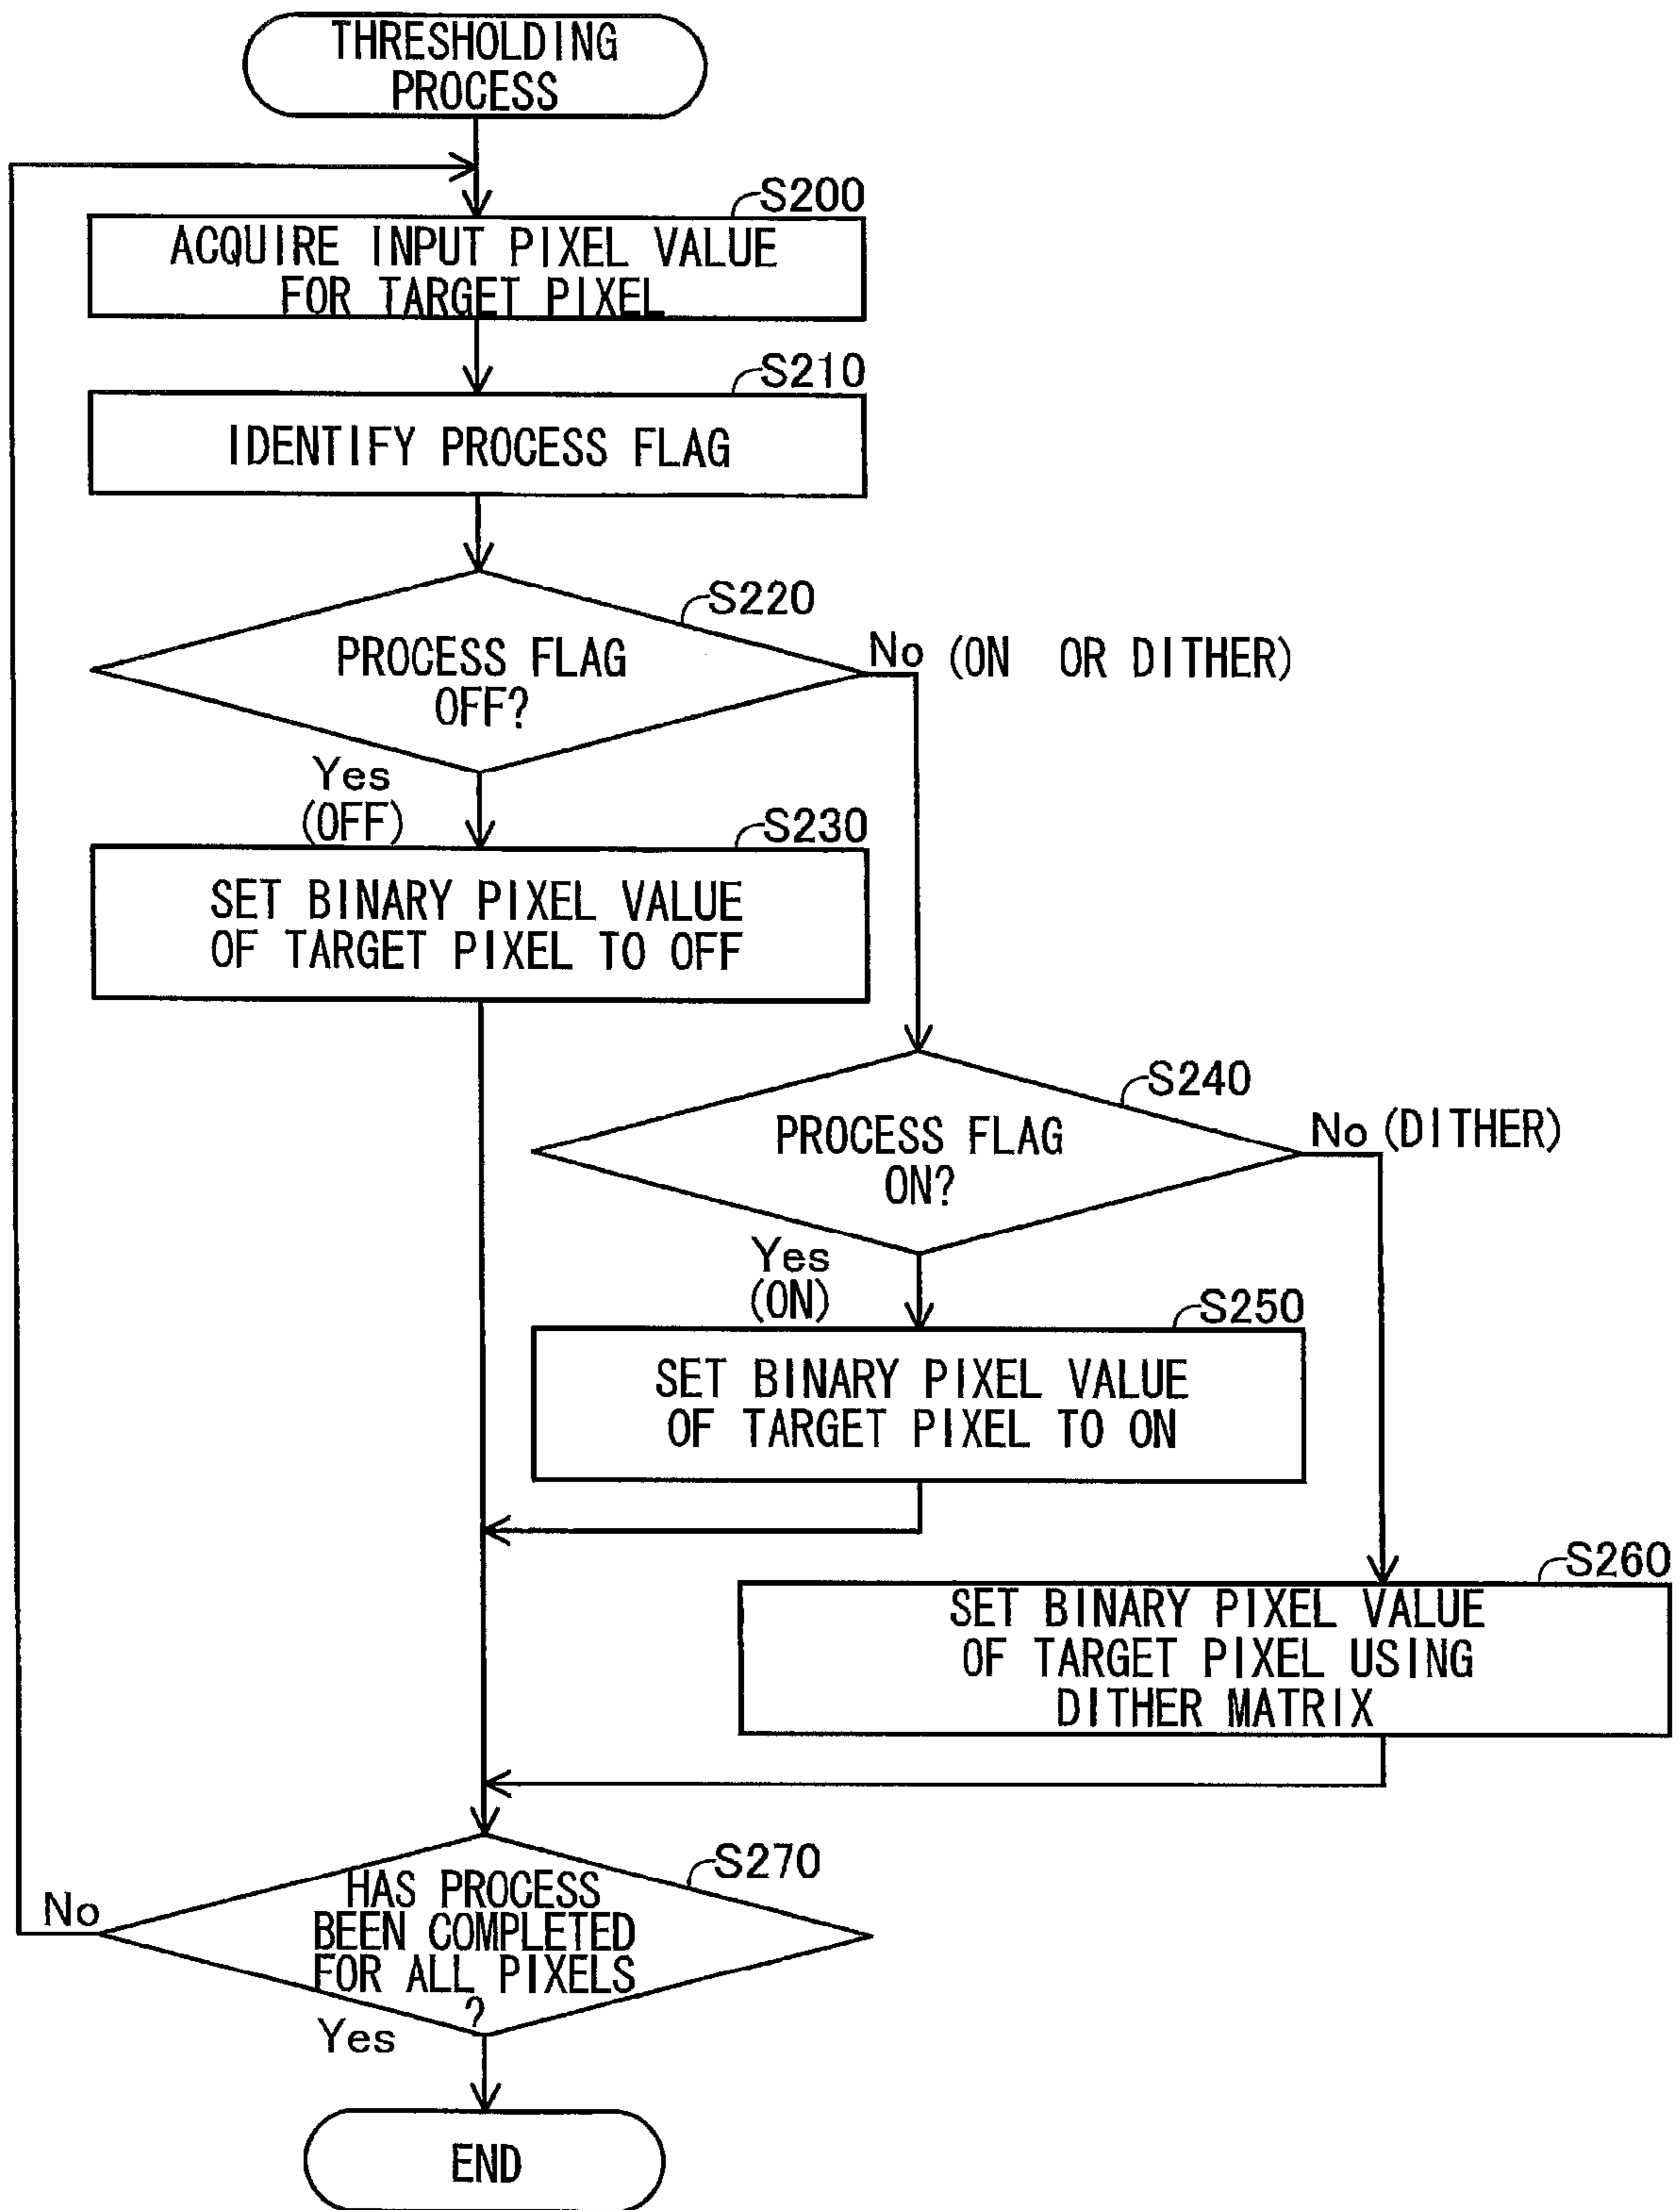 THRESHOLDING
PROCESS
S200
ACQUIRE INPUT PIXEL VALUE
FOR TARGET PIXEL
S210
IDENTIFY PROCESS FLAG
S220
PROCESS FLAG
OFF?
No (ON OR DITHER)
Yes
(OFF)
S230
SET BINARY PIXEL VALUE
OF TARGET PIXEL TO OFF
S240
PROCESS FLAG
ON?
No (DITHER)
Yes
(ON)
S250
SET BINARY PIXEL VALUE
OF TARGET PIXEL TO ON
S260
SET BINARY PIXEL VALUE
OF TARGET PIXEL USING
DITHER MATRIX
S270
HAS PROCESS
BEEN COMPLETED
FOR ALL PIXELS
?
No
Yes
END